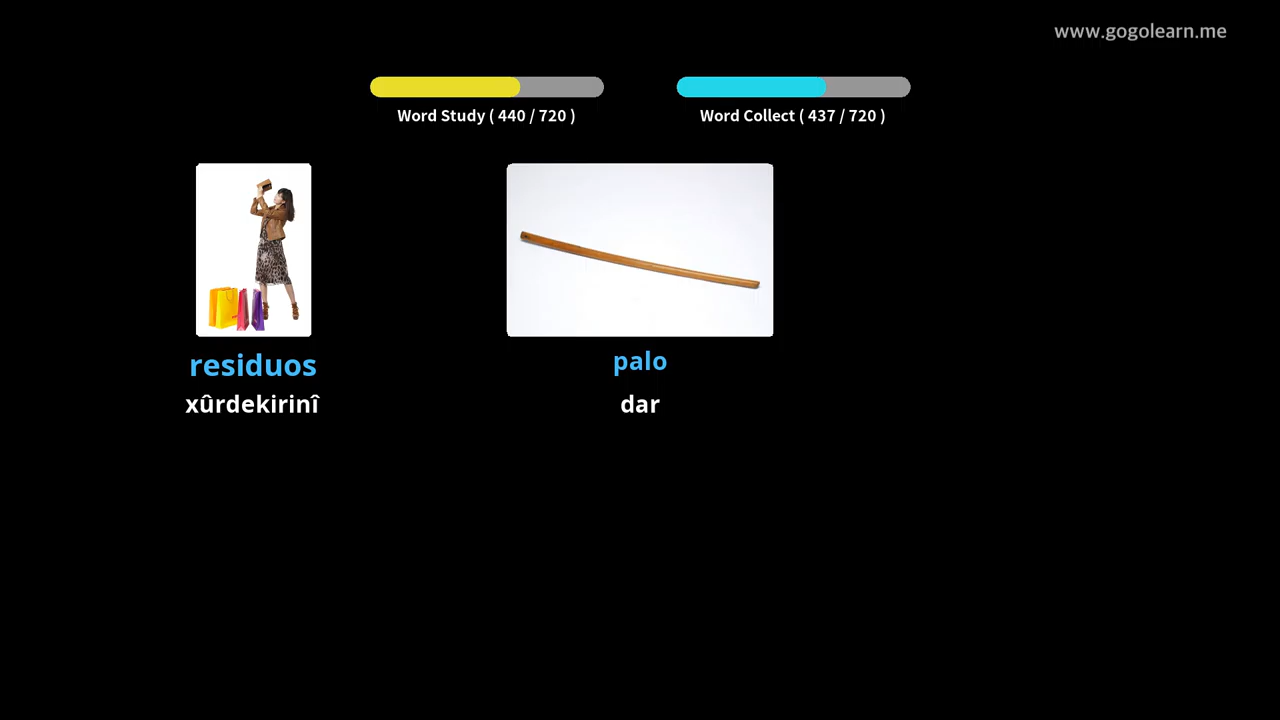 www.gogolearn.me
Word Study ( 440 / 720 )
Word Collect ( 437 / 720 )
residuos
palo
xûrdekirinî
dar